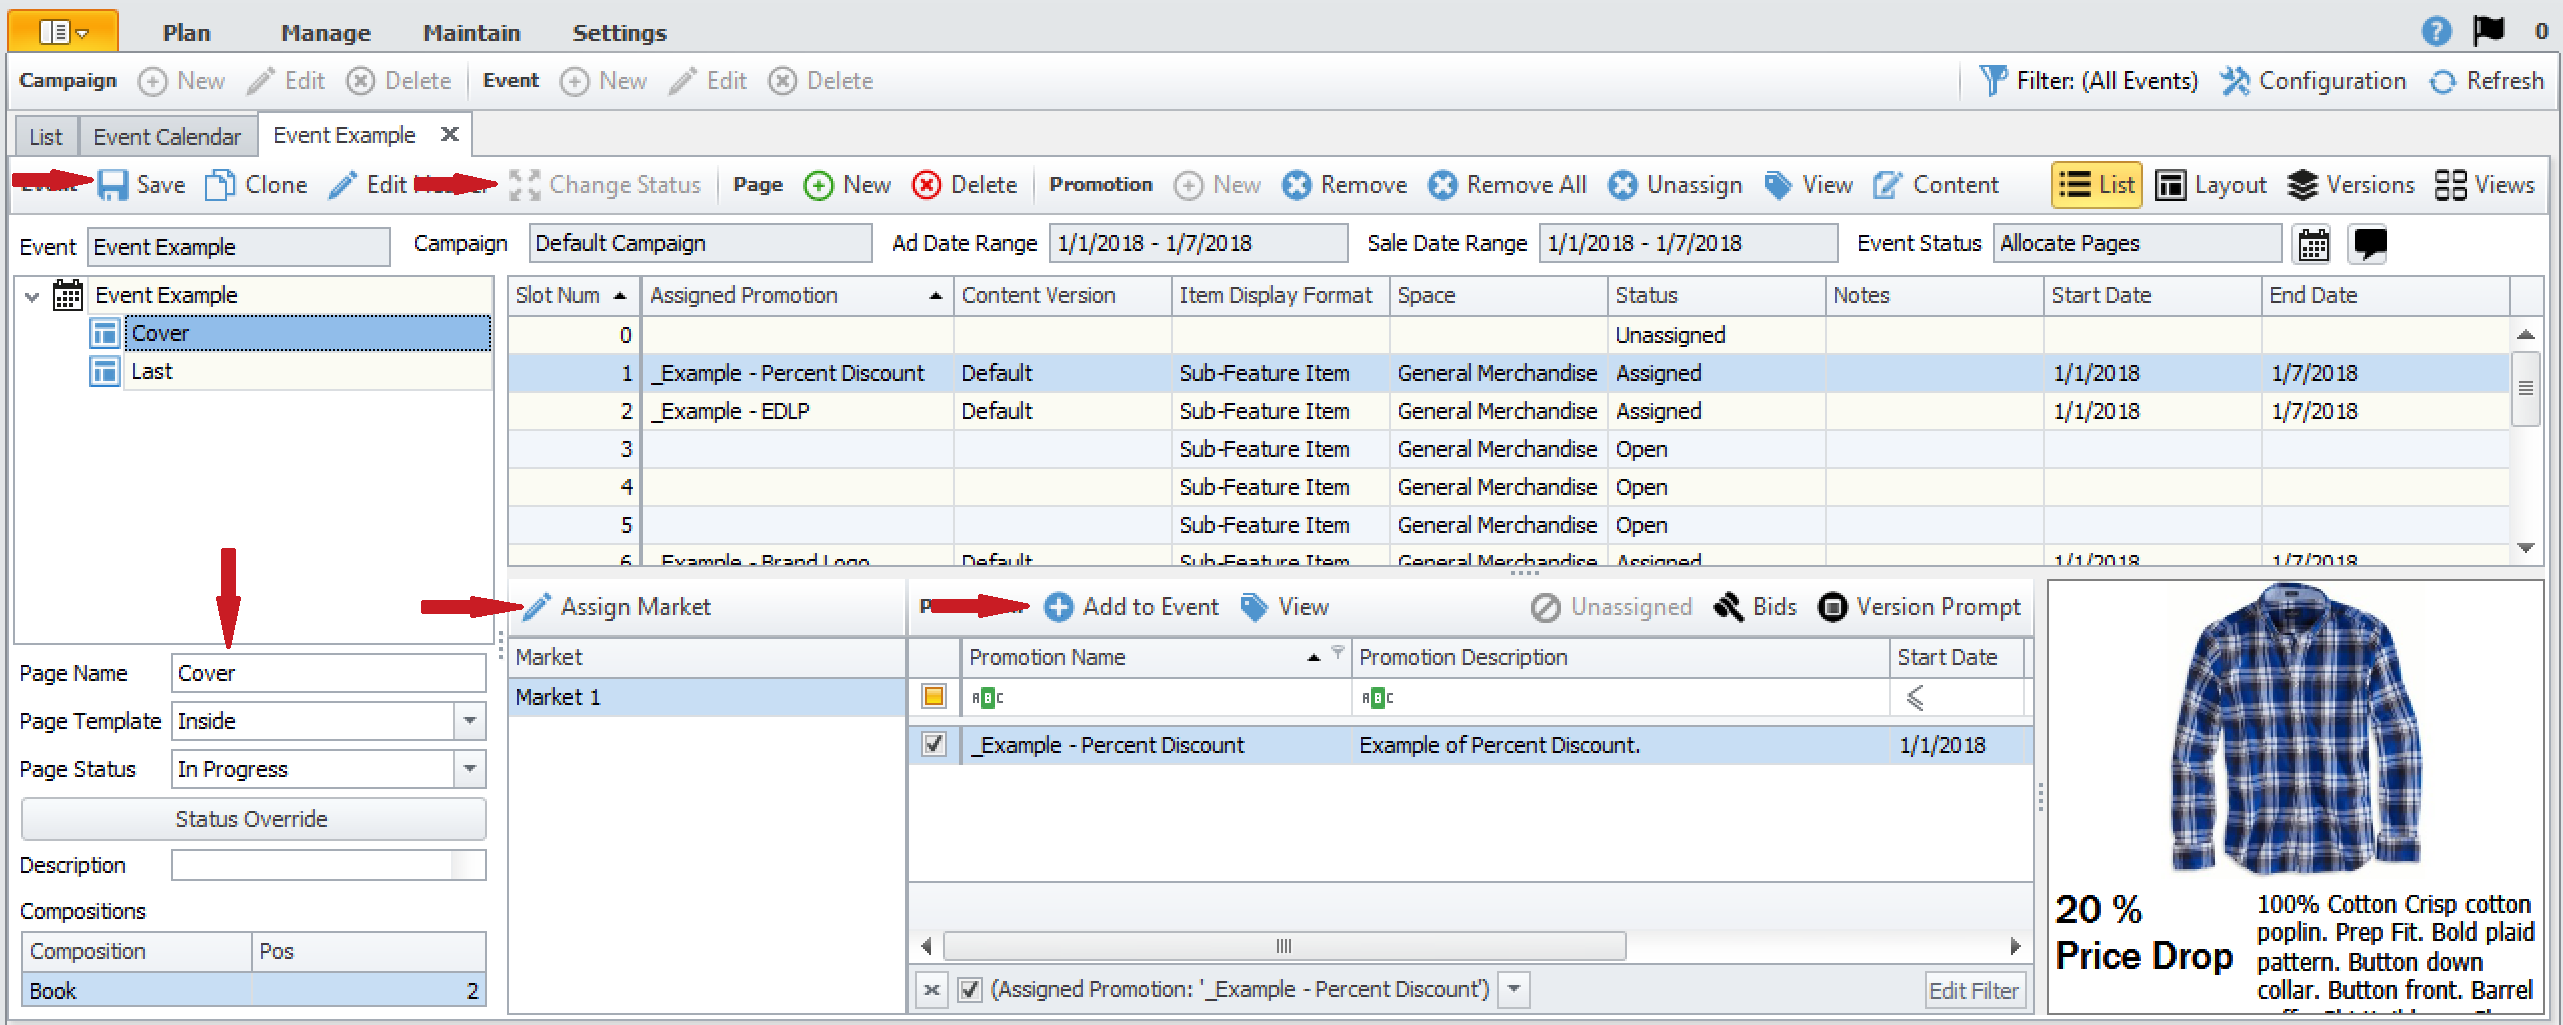 Plan Manage Maintain Settings 0
Campaign New Edit Delete Event New Edit Delete Filter: (All Events) Configuration Refresh
List Event Calendar Event Example
Save Clone Edit Change Status Page New Delete Promotion New Remove Remove All Unassign View Content List Layout Versions Views
Event Event Example Campaign Default Campaign Ad Date Range 1/1/2018 - 1/7/2018 Sale Date Range 1/1/2018 - 1/7/2018 Event Status Allocate Pages
Event Example
Cover
Last
Slot Num Assigned Promotion Content Version Item Display Format Space Status Notes Start Date End Date
0 Unassigned
1 _Example - Percent Discount Default Sub-Feature Item General Merchandise Assigned 1/1/2018 1/7/2018
2 _Example - EDLP Default Sub-Feature Item General Merchandise Assigned 1/1/2018 1/7/2018
3 Sub-Feature Item General Merchandise Open
4 Sub-Feature Item General Merchandise Open
5 Sub-Feature Item General Merchandise Open
6 _Example - Brand Logo Default Sub-Feature Item General Merchandise Assigned 1/1/2018 1/7/2018
Page Name Cover
Page Template Inside
Page Status In Progress
Status Override
Description
Compositions
Composition Pos
Book 2
Assign Market
Market
Market 1
Add to Event View Unassigned Bids Version Prompt
Promotion Name Promotion Description Start Date
ABC ABC ≤
_Example - Percent Discount Example of Percent Discount. 1/1/2018
(Assigned Promotion: '_Example - Percent Discount') Edit Filter
20 %
Price Drop
100% Cotton Crisp cotton
poplin. Prep Fit. Bold plaid
pattern. Button down
collar. Button front. Barrel